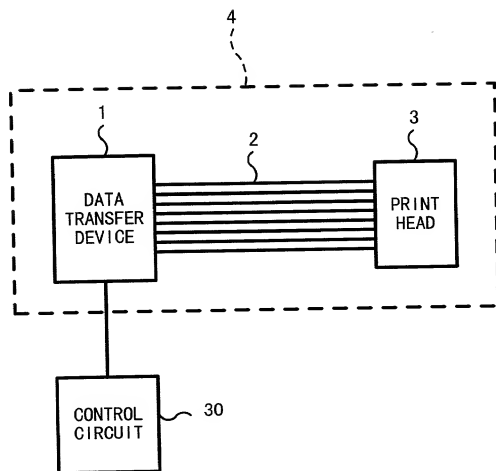 4
1
2
3
DATA
TRANSFER
DEVICE
PRINT
HEAD
CONTROL
CIRCUIT
30